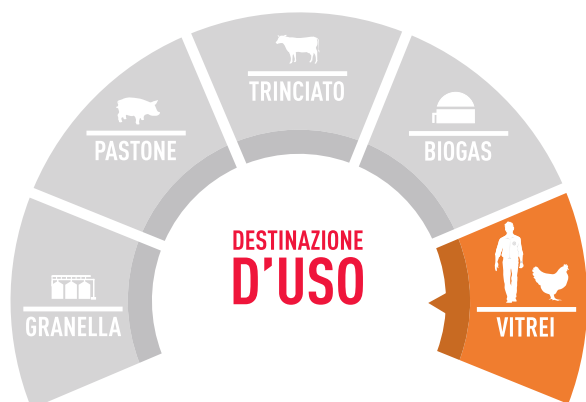 TRINCIATO
PASTONE
BIOGAS
DESTINAZIONE
D'USO
GRANELLA
VITREI